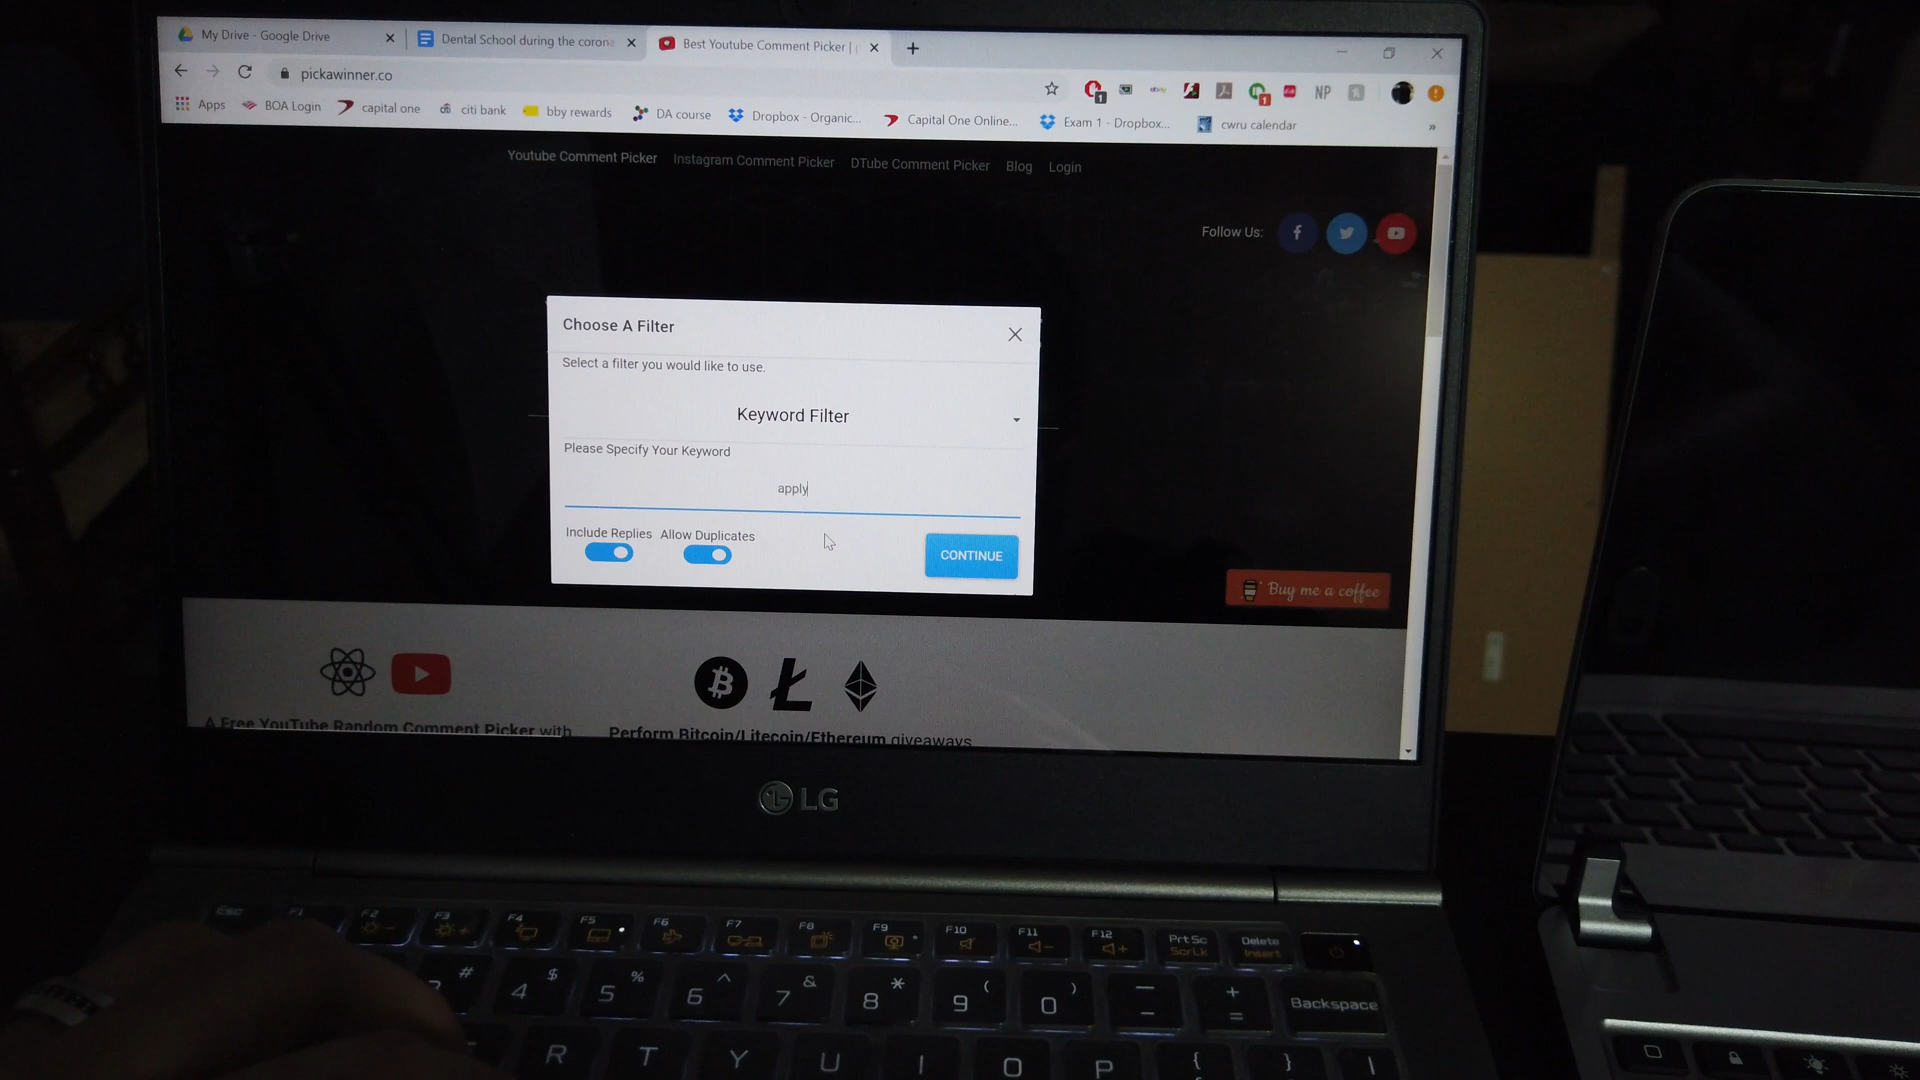 My Drive - Google Drive
Dental School during the corona
Best Youtube Comment Picker |
pickawinner.co
1
1
NP
Apps
BOA Login
capital one
citi bank
bby rewards
DA course
Dropbox - Organic...
Capital One Online...
Exam 1 - Dropbox...
cwru calendar
»
Youtube Comment Picker
Instagram Comment Picker
DTube Comment Picker
Blog
Login
Follow Us:
Choose A Filter
Select a filter you would like to use.
Keyword Filter
Please Specify Your Keyword
apply
Include Replies
Allow Duplicates
CONTINUE
Buy me a coffee
A Free YouTube Random Comment Picker with
Perform Bitcoin/Litecoin/Ethereum giveaways
LG
Esc F1 F2 F3 F4 F5 F6 F7 F8 F9 F10 F11 F12 PrtSc ScrLk Delete Insert
# $ 4 % 5 ^ 6 & 7 * 8 ( 9 ) 0 — - + = Backspace
R T Y U I O P { } |